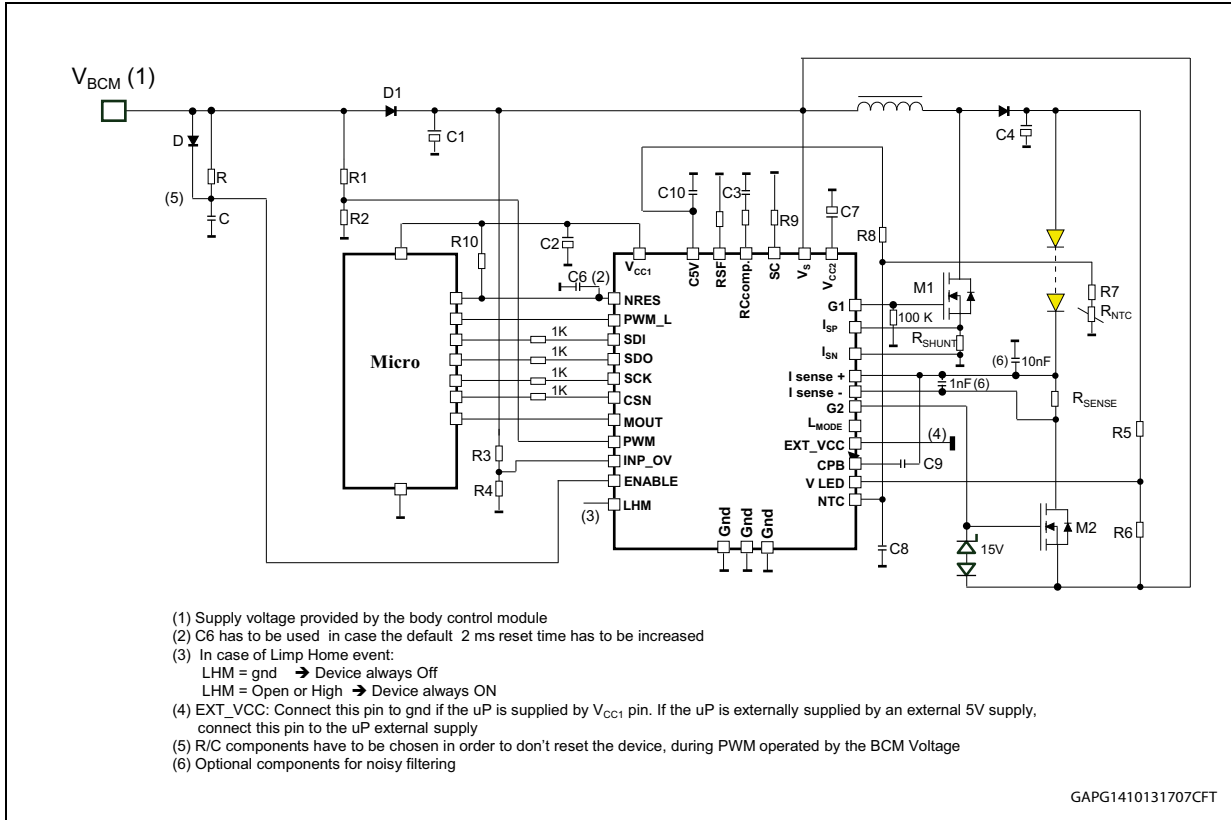 V_BCM (1)
D1
D
C1
C4
R
R1
(5)
C
R2
C10
C3
R9
C7
R8
R10
C2
C6 (2)
V_CC1
C5V
RSF
RCcomp.
SC
V_S
V_CC2
Micro
NRES
PWM_L
SDI
SDO
SCK
CSN
MOUT
PWM
INP_OV
ENABLE
LHM
1K
1K
1K
1K
R3
R4
(3)
G1
I_SP
I_SN
I sense +
I sense -
G2
L_MODE
EXT_VCC
CPB
V LED
NTC
Gnd
Gnd
Gnd
M1
100 K
R_SHUNT
R7
R_NTC
(6) 10nF
1nF (6)
R_SENSE
(4)
C9
R5
M2
R6
15V
C8
(1) Supply voltage provided by the body control module
(2) C6 has to be used in case the default 2 ms reset time has to be increased
(3) In case of Limp Home event:
LHM = gnd ➔ Device always Off
LHM = Open or High ➔ Device always ON
(4) EXT_VCC: Connect this pin to gnd if the uP is supplied by V_CC1 pin. If the uP is externally supplied by an external 5V supply,
connect this pin to the uP external supply
(5) R/C components have to be chosen in order to don't reset the device, during PWM operated by the BCM Voltage
(6) Optional components for noisy filtering
GAPG1410131707CFT